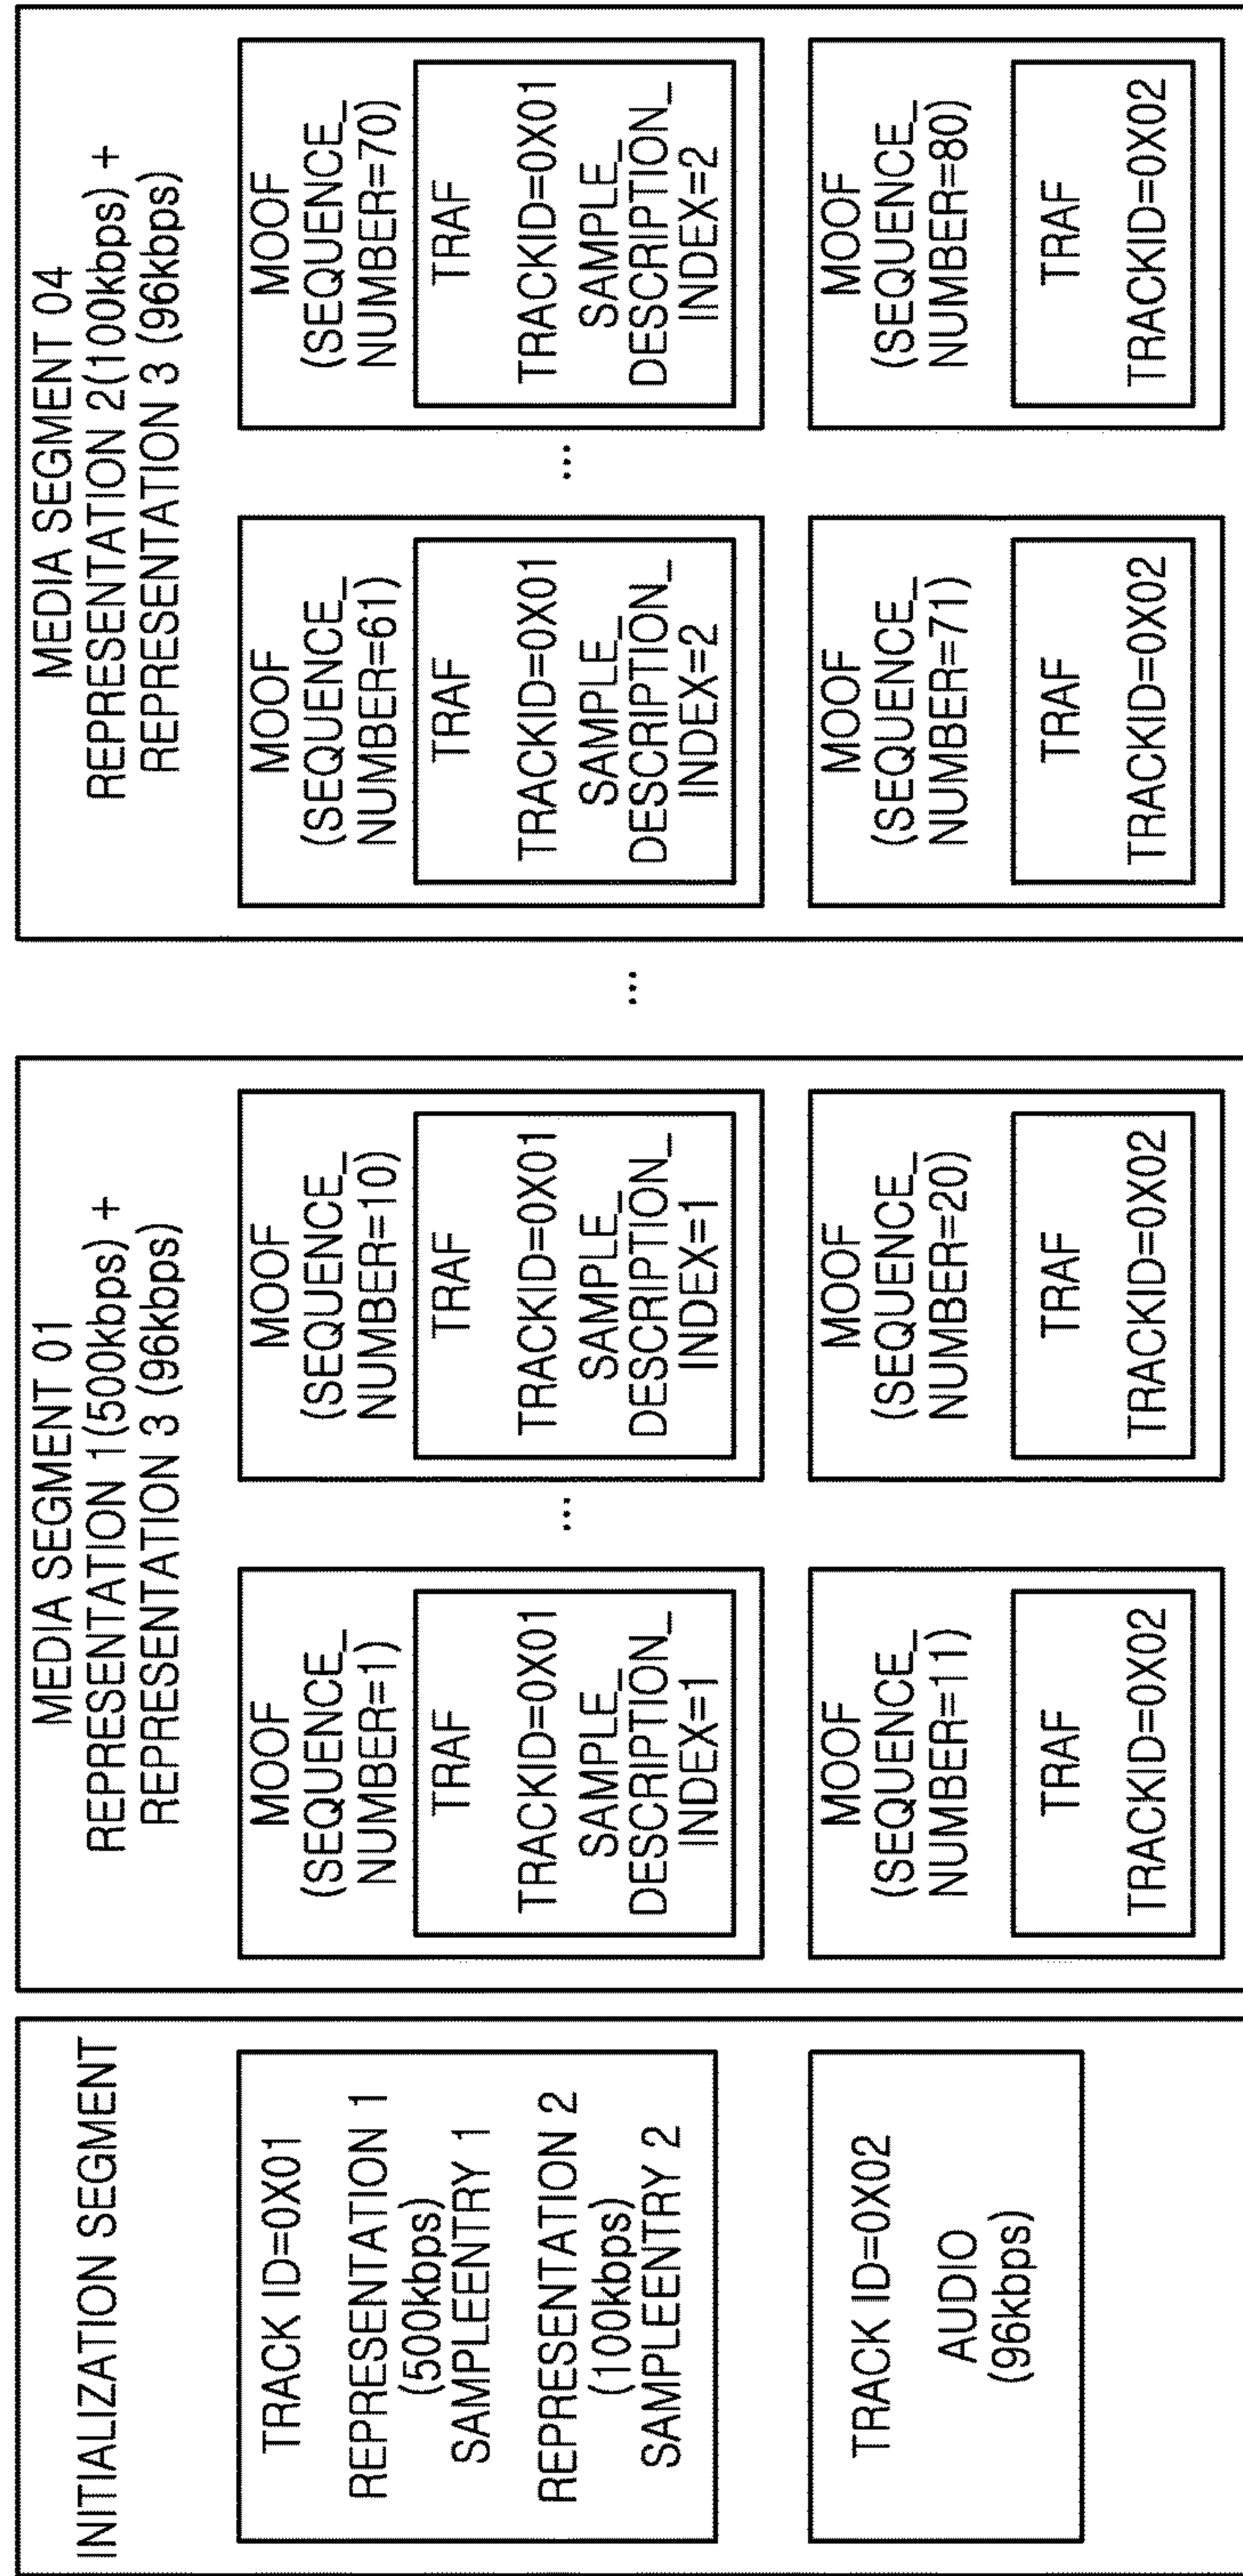 INITIALIZATION SEGMENT
TRACK ID=0X01
REPRESENTATION 1
(500kbps)
SAMPLEENTRY 1
REPRESENTATION 2
(100kbps)
SAMPLEENTRY 2
TRACK ID=0X02
AUDIO
(96kbps)
MEDIA SEGMENT 01
REPRESENTATION 1(500kbps) +
REPRESENTATION 3 (96kbps)
MOOF
(SEQUENCE_
NUMBER=1)
TRAF
TRACKID=0X01
SAMPLE_
DESCRIPTION_
INDEX=1
...
MOOF
(SEQUENCE_
NUMBER=10)
TRAF
TRACKID=0X01
SAMPLE_
DESCRIPTION_
INDEX=1
MOOF
(SEQUENCE_
NUMBER=11)
TRAF
TRACKID=0X02
MOOF
(SEQUENCE_
NUMBER=20)
TRAF
TRACKID=0X02
...
MEDIA SEGMENT 04
REPRESENTATION 2(100kbps) +
REPRESENTATION 3 (96kbps)
MOOF
(SEQUENCE_
NUMBER=61)
TRAF
TRACKID=0X01
SAMPLE_
DESCRIPTION_
INDEX=2
...
MOOF
(SEQUENCE_
NUMBER=70)
TRAF
TRACKID=0X01
SAMPLE_
DESCRIPTION_
INDEX=2
MOOF
(SEQUENCE_
NUMBER=71)
TRAF
TRACKID=0X02
MOOF
(SEQUENCE_
NUMBER=80)
TRAF
TRACKID=0X02